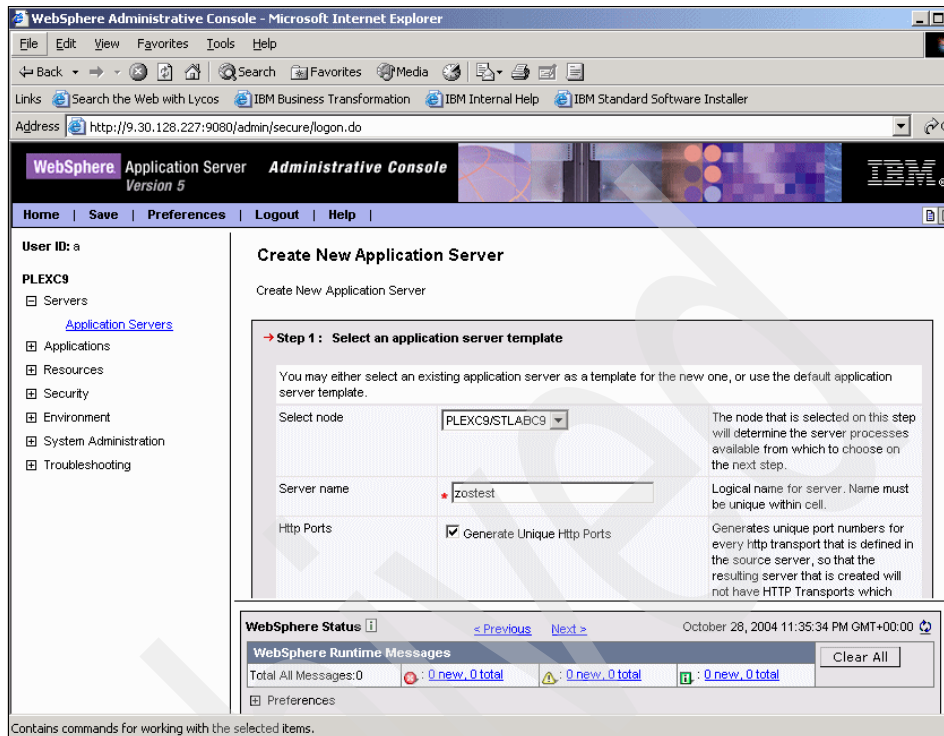 WebSphere Administrative Console - Microsoft Internet Explorer
File Edit View Favorites Tools Help
Back Search Favorites Media
Links Search the Web with Lycos IBM Business Transformation IBM Internal Help IBM Standard Software Installer
Address http://9.30.128.227:9080/admin/secure/logon.do
WebSphere Application Server Administrative Console
Version 5
IBM
Home | Save | Preferences | Logout | Help |
User ID: a
PLEXC9
Servers
Application Servers
Applications
Resources
Security
Environment
System Administration
Troubleshooting
Create New Application Server
Create New Application Server
Step 1: Select an application server template
You may either select an existing application server as a template for the new one, or use the default application
server template.
Select node PLEXC9/STLABC9 The node that is selected on this step
will determine the server processes
available from which to choose on
the next step.
Server name * zostest Logical name for server. Name must
be unique within cell.
Http Ports Generate Unique Http Ports Generates unique port numbers for
every http transport that is defined in
the source server, so that the
resulting server that is created will
not have HTTP Transports which
WebSphere Status < Previous Next > October 28, 2004 11:35:34 PM GMT+00:00
WebSphere Runtime Messages Clear All
Total All Messages:0 : 0 new, 0 total : 0 new, 0 total : 0 new, 0 total
Preferences
Contains commands for working with the selected items.